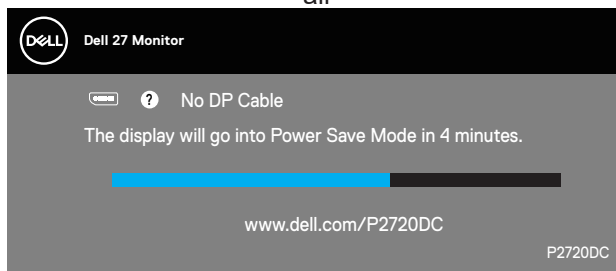 DELL
Dell 27 Monitor
? No DP Cable
The display will go into Power Save Mode in 4 minutes.
www.dell.com/P2720DC
P2720DC